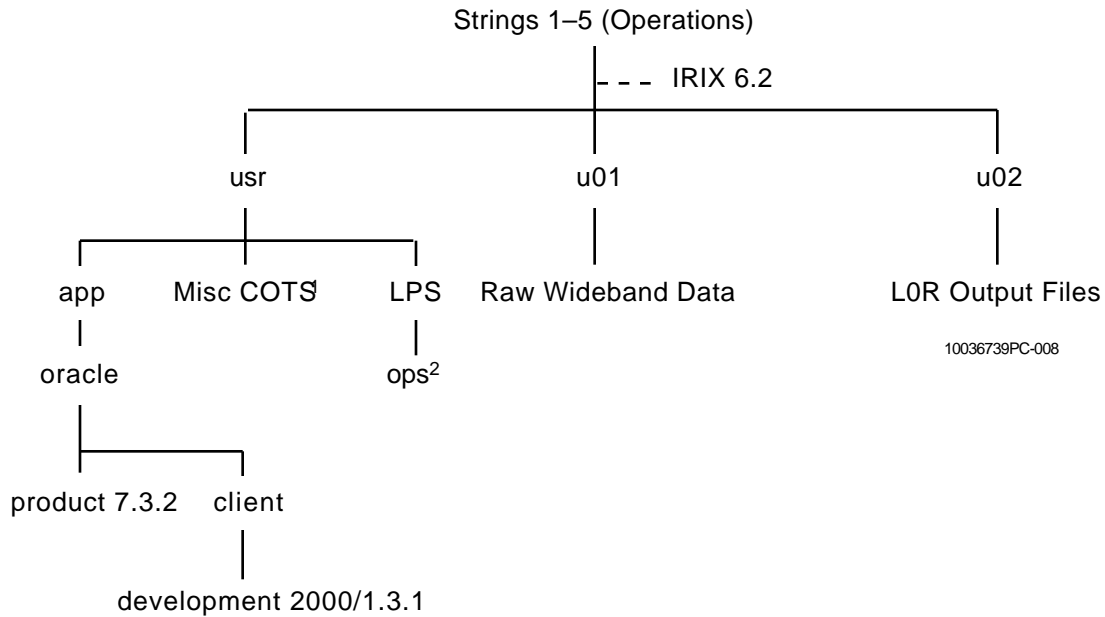 Strings 1–5 (Operations)
IRIX 6.2
usr u01 u02
app Misc COTS1 LPS Raw Wideband Data L0R Output Files
10036739PC-008
oracle ops2
product 7.3.2 client
development 2000/1.3.1